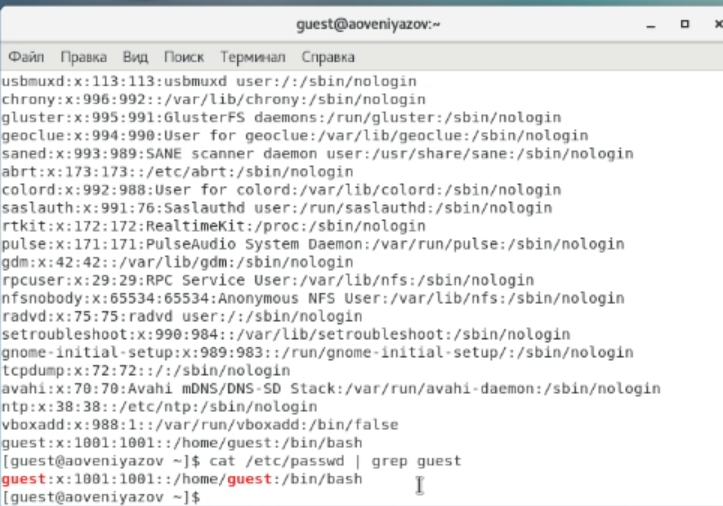 guest@aoveniyazov:~
Файл Правка Вид Поиск Терминал Справка
usbmuxd:x:113:113:usbmuxd user:/:/sbin/nologin
chrony:x:996:992::/var/lib/chrony:/sbin/nologin
gluster:x:995:991:GlusterFS daemons:/run/gluster:/sbin/nologin
geoclue:x:994:990:User for geoclue:/var/lib/geoclue:/sbin/nologin
saned:x:993:989:SANE scanner daemon user:/usr/share/sane:/sbin/nologin
abrt:x:173:173::/etc/abrt:/sbin/nologin
colord:x:992:988:User for colord:/var/lib/colord:/sbin/nologin
saslauth:x:991:76:Saslauthd user:/run/saslauthd:/sbin/nologin
rtkit:x:172:172:RealtimeKit:/proc:/sbin/nologin
pulse:x:171:171:PulseAudio System Daemon:/var/run/pulse:/sbin/nologin
gdm:x:42:42::/var/lib/gdm:/sbin/nologin
rpcuser:x:29:29:RPC Service User:/var/lib/nfs:/sbin/nologin
nfsnobody:x:65534:65534:Anonymous NFS User:/var/lib/nfs:/sbin/nologin
radvd:x:75:75:radvd user:/:/sbin/nologin
setroubleshoot:x:990:984::/var/lib/setroubleshoot:/sbin/nologin
gnome-initial-setup:x:989:983::/run/gnome-initial-setup/:/sbin/nologin
tcpdump:x:72:72::/:/sbin/nologin
avahi:x:70:70:Avahi mDNS/DNS-SD Stack:/var/run/avahi-daemon:/sbin/nologin
ntp:x:38:38::/etc/ntp:/sbin/nologin
vboxadd:x:988:1::/var/run/vboxadd:/bin/false
guest:x:1001:1001::/home/guest:/bin/bash
[guest@aoveniyazov ~]$ cat /etc/passwd | grep guest
guest:x:1001:1001::/home/guest:/bin/bash
[guest@aoveniyazov ~]$